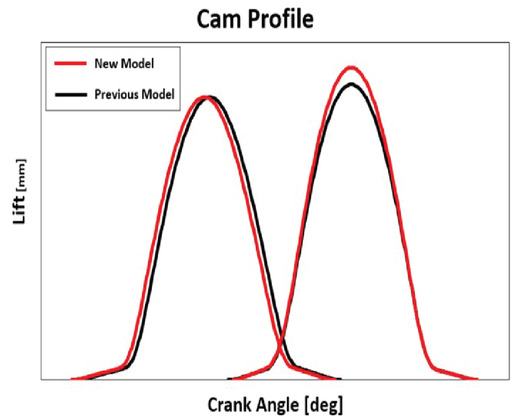 Cam Profile
New Model
Previous Model
Lift [mm]
Crank Angle [deg]